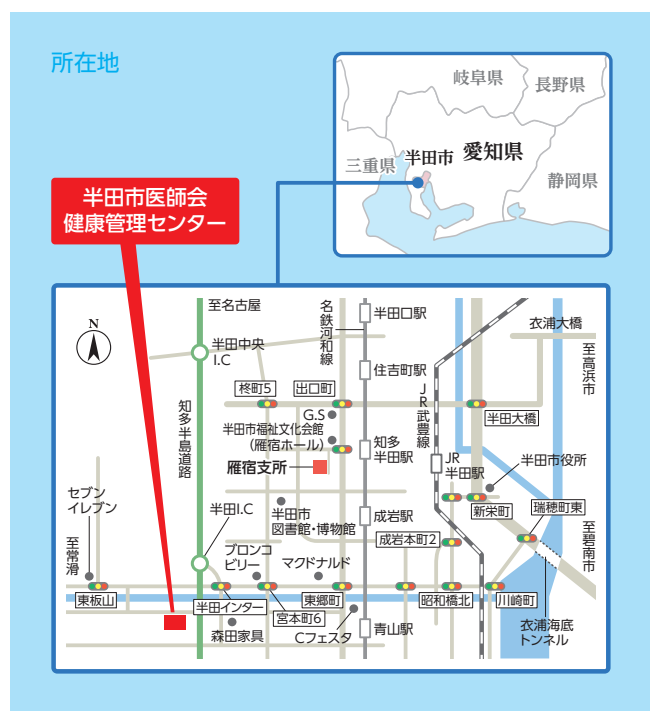 所在地
岐阜県
長野県
三重県
半田市
愛知県
静岡県
半田市医師会
健康管理センター
N
至名古屋
名鉄河和線
半田口駅
衣浦大橋
半田中央
I.C
至高浜市
住吉町駅
JR武豊線
知多半島道路
柊町5
出口町
G.S
半田大橋
半田市福祉文化会館
(雁宿ホール)
知多
半田駅
雁宿支所
JR
半田駅
半田市役所
セブン
イレブン
半田I.C
半田市
図書館・博物館
成岩駅
新栄町
瑞穂町東
至常滑
成岩本町2
至碧南市
ブロンコ
ビリー
マクドナルド
東板山
半田インター
宮本町6
東郷町
昭和橋北
川崎町
森田家具
Cフェスタ
青山駅
衣浦海底
トンネル